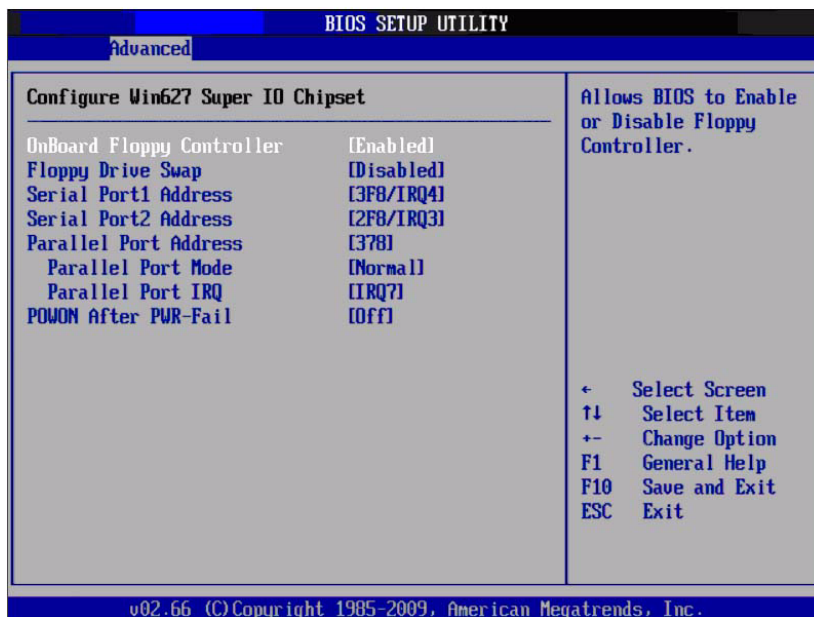 BIOS SETUP UTILITY
Advanced
Configure Win627 Super IO Chipset
OnBoard Floppy Controller [Enabled]
Floppy Drive Swap [Disabled]
Serial Port1 Address [3F8/IRQ4]
Serial Port2 Address [2F8/IRQ3]
Parallel Port Address [378]
Parallel Port Mode [Normal]
Parallel Port IRQ [IRQ7]
POWON After PWR-Fail [Off]
Allows BIOS to Enable
or Disable Floppy
Controller.
← Select Screen
↑↓ Select Item
+- Change Option
F1 General Help
F10 Save and Exit
ESC Exit
v02.66 (C)Copyright 1985-2009, American Megatrends, Inc.